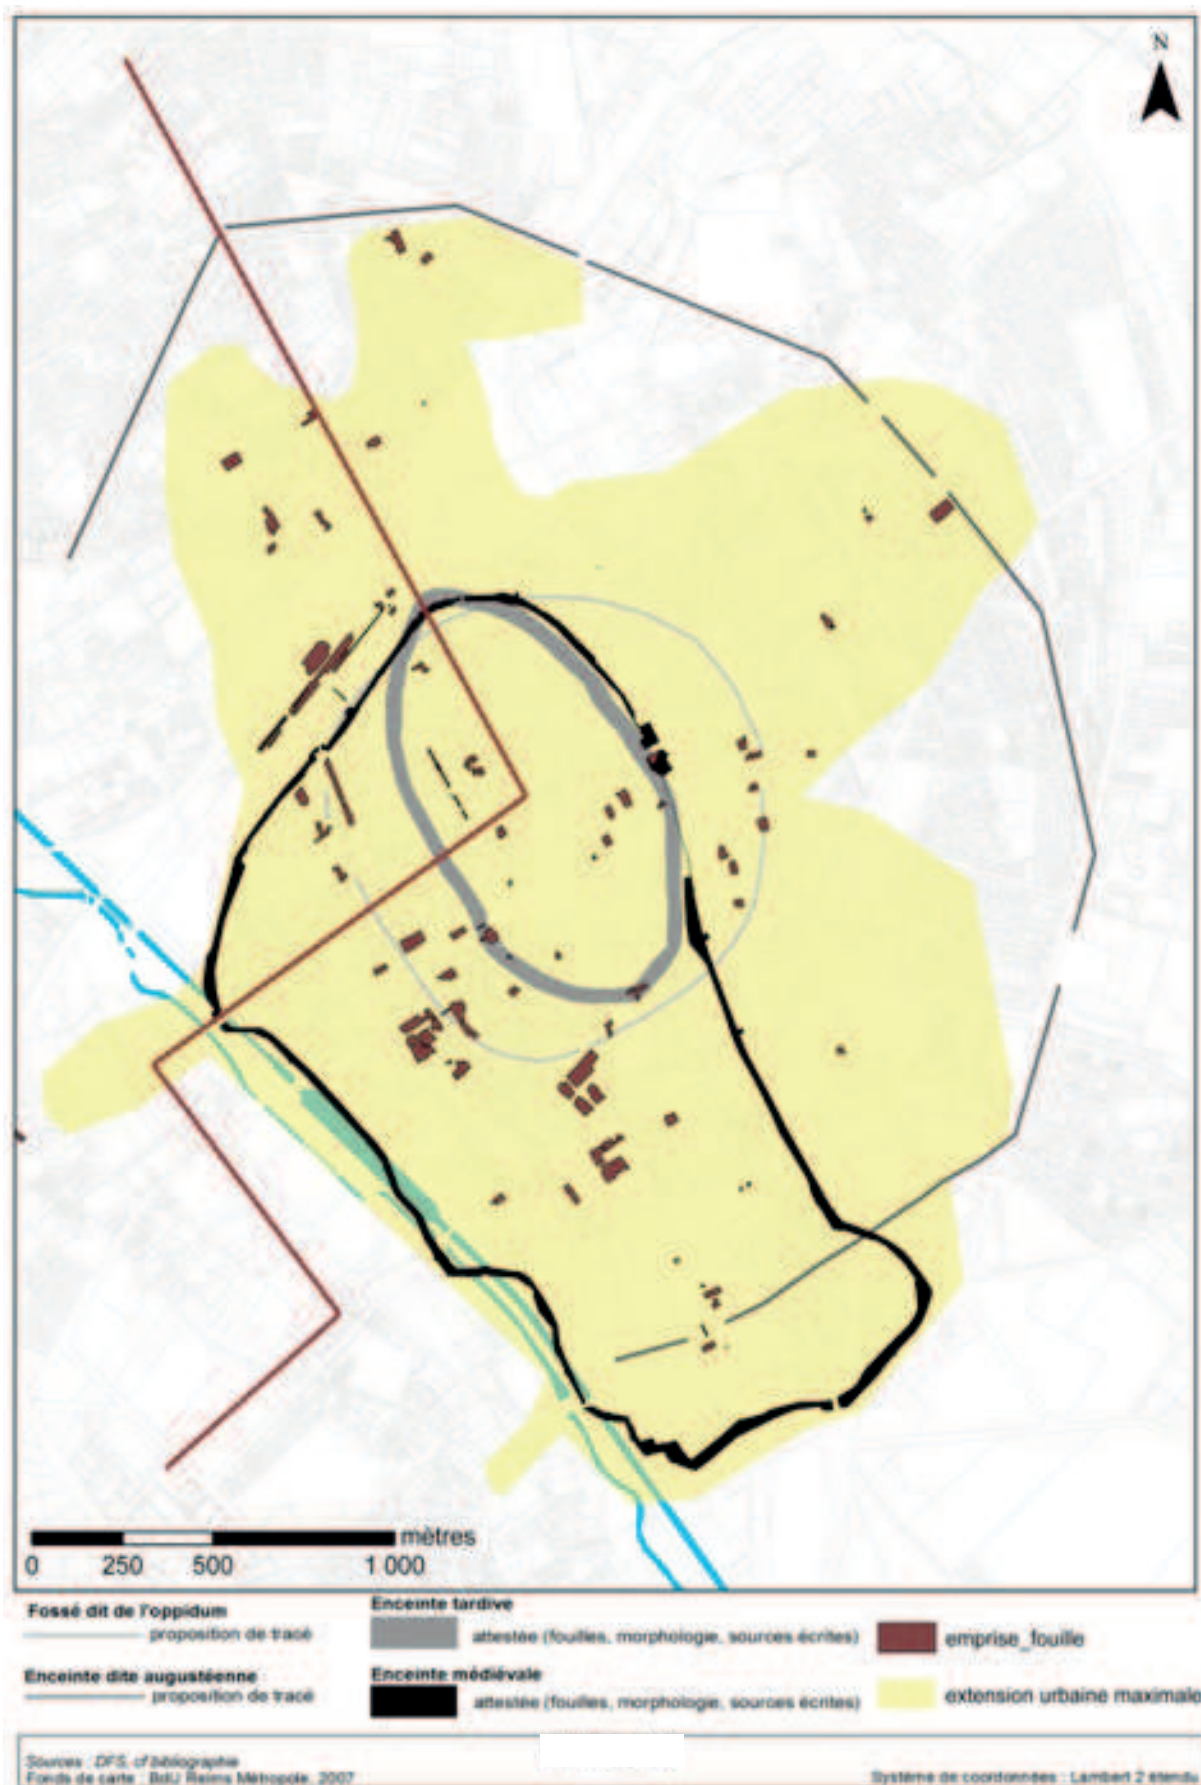 N
mètres
0 250 500 1 000
Fossé dit de l'oppidum
proposition de tracé
Enceinte dite augustéenne
proposition de tracé
Enceinte tardive
attestée (fouilles, morphologie, sources écrites)
Enceinte médiévale
attestée (fouilles, morphologie, sources écrites)
emprise_fouille
extension urbaine maximale
Sources : DFS, cf bibliographie
Fonds de carte : BdU Reims Métropole, 2007
Système de coordonnées : Lambert 2 étendu